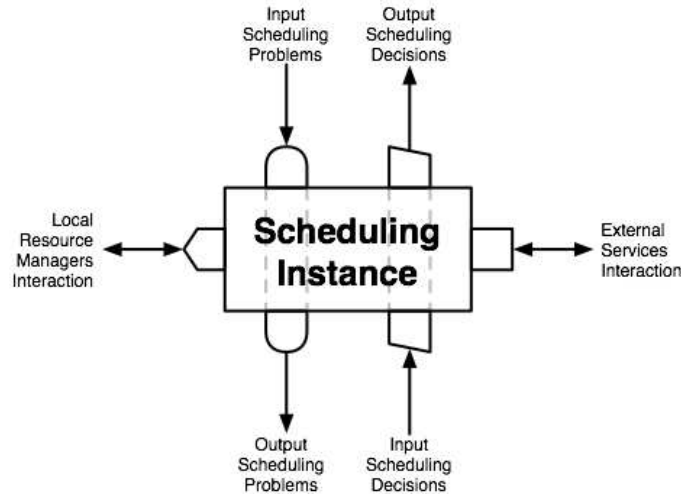 Input
Scheduling
Problems
Output
Scheduling
Decisions
Local
Resource
Managers
Interaction
Scheduling
Instance
External
Services
Interaction
Output
Scheduling
Problems
Input
Scheduling
Decisions